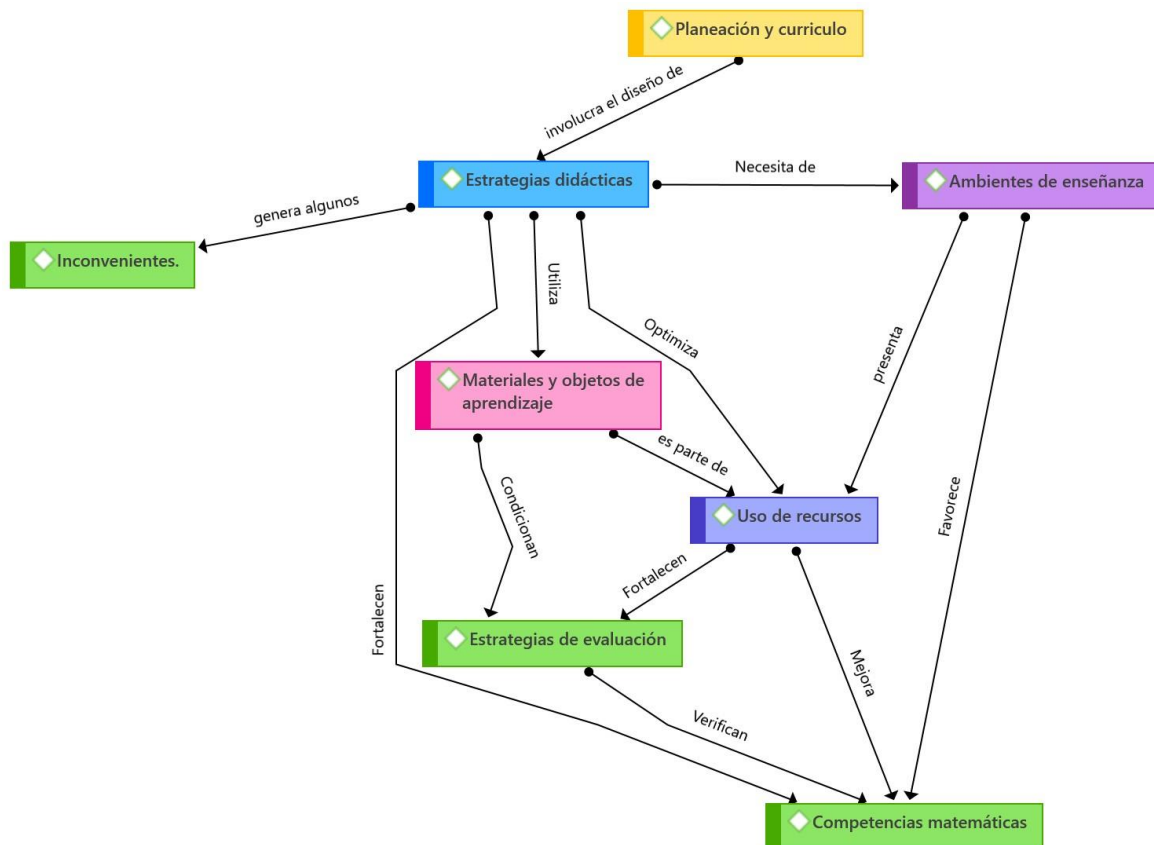 Planeación y curriculo
involucra el diseño de
Estrategias didácticas
Necesita de
Ambientes de enseñanza
genera algunos
Inconvenientes.
Utiliza
Optimiza
presenta
Materiales y objetos de
aprendizaje
es parte de
Condicionan
Favorece
Uso de recursos
Fortalecen
Fortalecen
Estrategias de evaluación
Mejora
Verifican
Competencias matemáticas